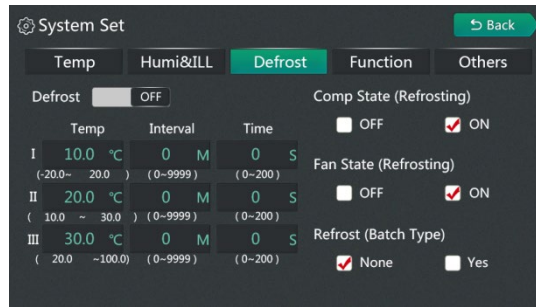 System Set
Back
Temp Humi&ILL Defrost Function Others
Defrost OFF
Temp Interval Time
I 10.0 ℃ 0 M 0 S
(-20.0~ 20.0 ) ( 0~9999 ) ( 0~200 )
II 20.0 ℃ 0 M 0 S
( 10.0 ~ 30.0 ) ( 0~9999 ) ( 0~200 )
III 30.0 ℃ 0 M 0 S
( 20.0 ~100.0) ( 0~9999 ) ( 0~200 )
Comp State (Refrosting)
OFF ON
Fan State (Refrosting)
OFF ON
Refrost (Batch Type)
None Yes